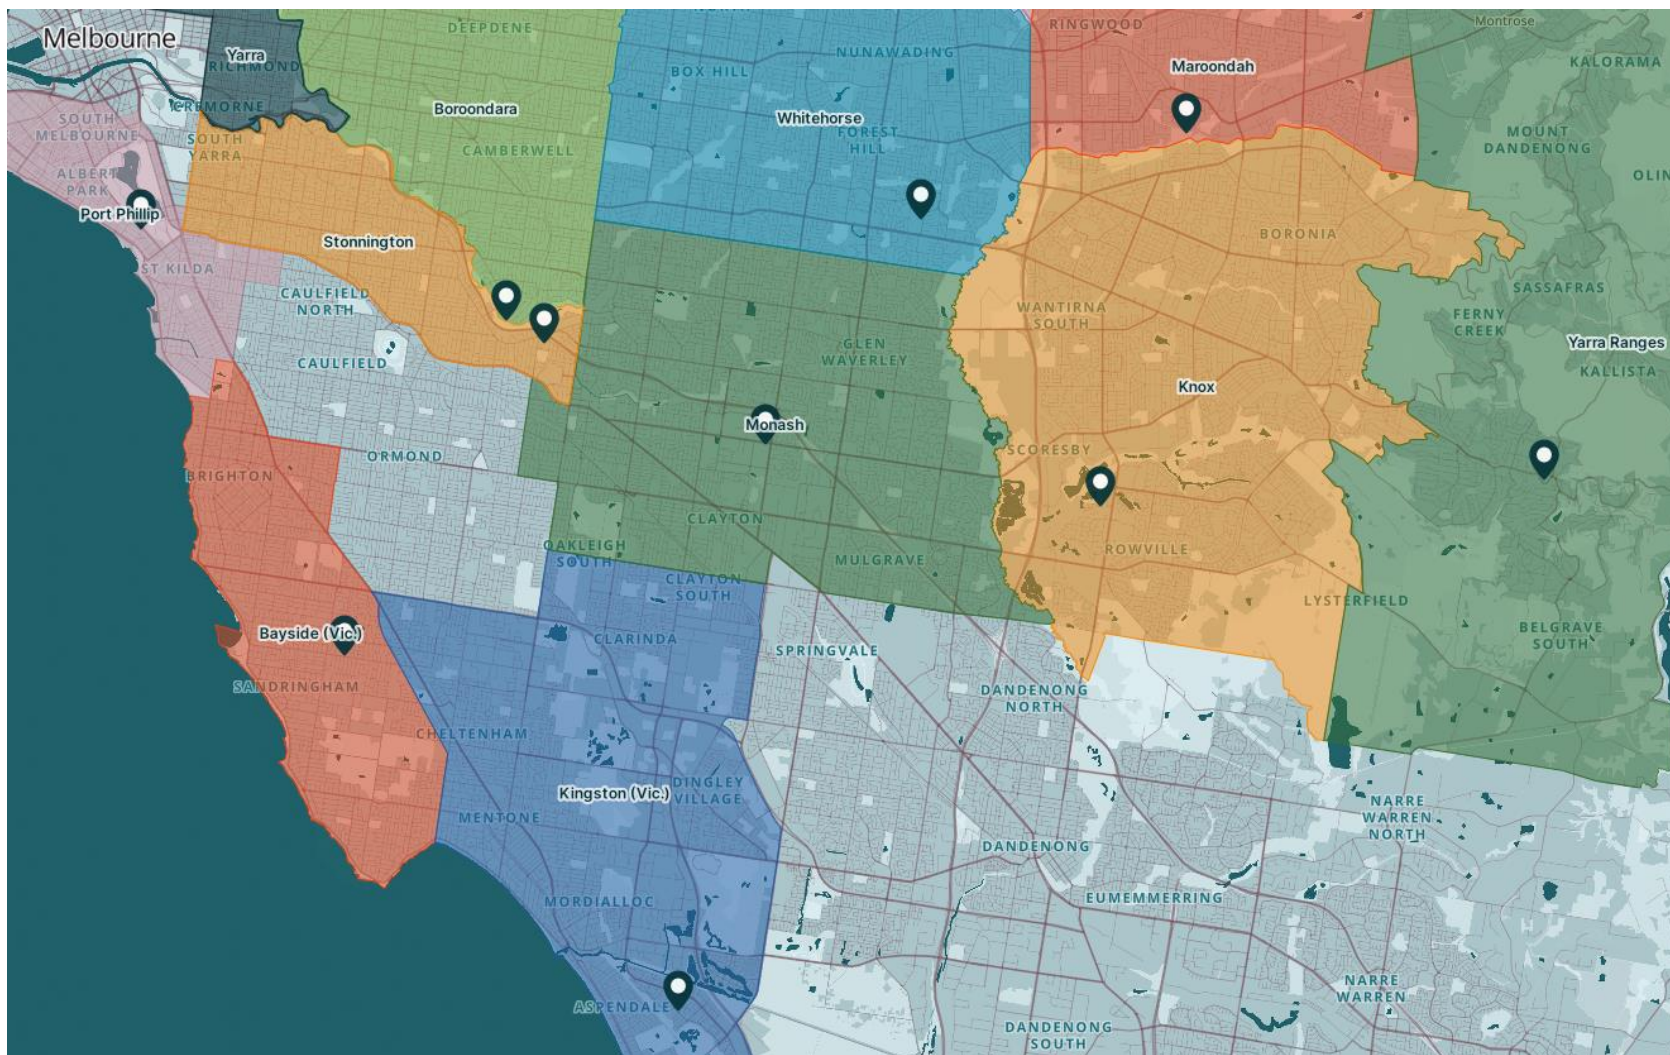 Montrose
RINGWOOD
DEEPDENE
Melbourne
Yarra
RICHMOND
NUNAWADING
BOX HILL
Maroondah
KALORAMA
CREMORNE
Boroondara
Whitehorse
SOUTH
MELBOURNE
SOUTH
YARRA
FOREST
HILL
MOUNT
DANDENONG
CAMBERWELL
ALBERT
PARK
OLIN
Port Phillip
Stonnington
BORONIA
ST KILDA
CAULFIELD
NORTH
SASSAFRAS
WANTIRNA
SOUTH
FERNY
CREEK
GLEN
WAVERLEY
Yarra Ranges
CAULFIELD
KALLISTA
Knox
Monash
ORMOND
SCORESBY
BRIGHTON
CLAYTON
OAKLEIGH
SOUTH
ROWVILLE
MULGRAVE
CLAYTON
SOUTH
LYSTERFIELD
Bayside (Vic.)
CLARINDA
BELGRAVE
SOUTH
SPRINGVALE
SANDRINGHAM
DANDENONG
NORTH
CHELTENHAM
DINGLEY
VILLAGE
Kingston (Vic.)
NARRE
WARREN
NORTH
MENTONE
DANDENONG
MORDIALLOC
EUMEMMERRING
NARRE
WARREN
ASPENDALE
DANDENONG
SOUTH